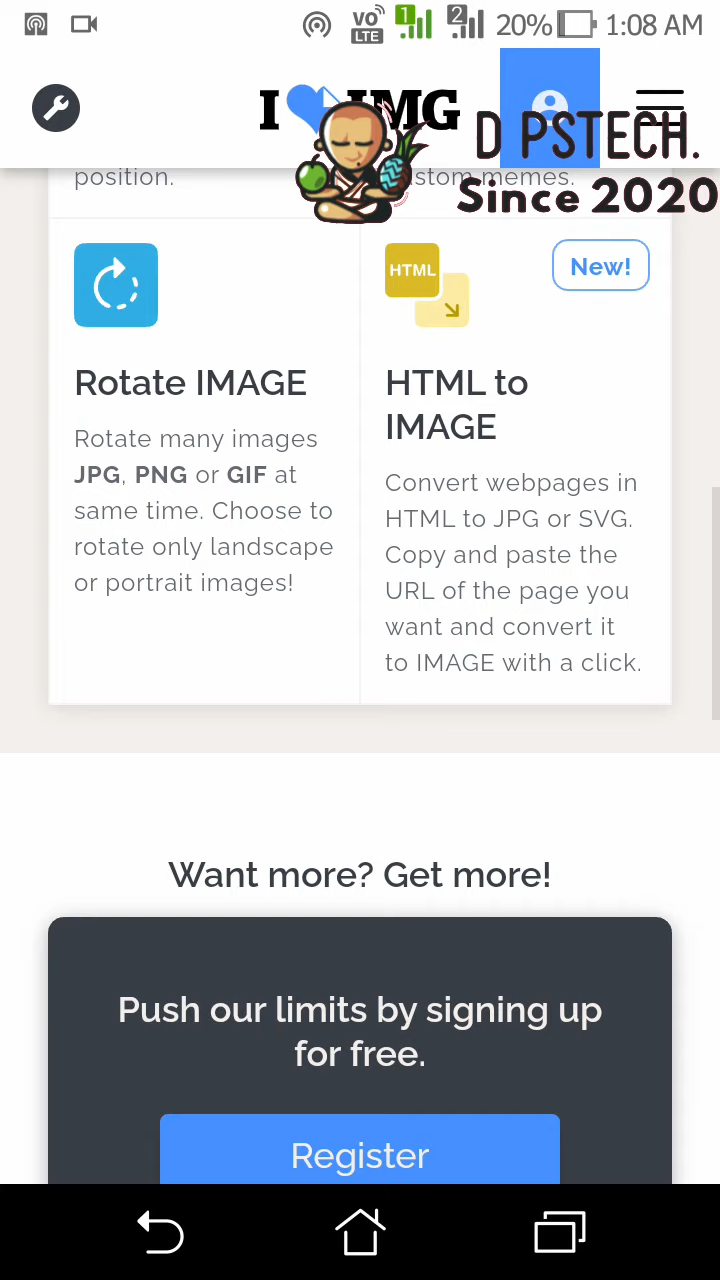 VO LTE 1 2 20% 1:08 AM
I IMG
D PSTECH.
position.
stom memes.
Since 2020
HTML
New!
Rotate IMAGE
Rotate many images
JPG, PNG or GIF at
same time. Choose to
rotate only landscape
or portrait images!
HTML to
IMAGE
Convert webpages in
HTML to JPG or SVG.
Copy and paste the
URL of the page you
want and convert it
to IMAGE with a click.
Want more? Get more!
Push our limits by signing up
for free.
Register